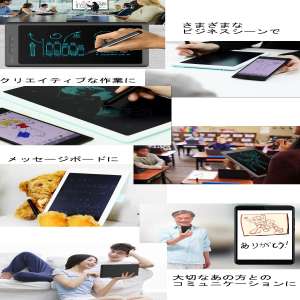 さまざまな
ビジネスシーンで
クリエイティブな作業に
メッセージボードに
ありがとう!
大切なあの方との
コミュニケーションに